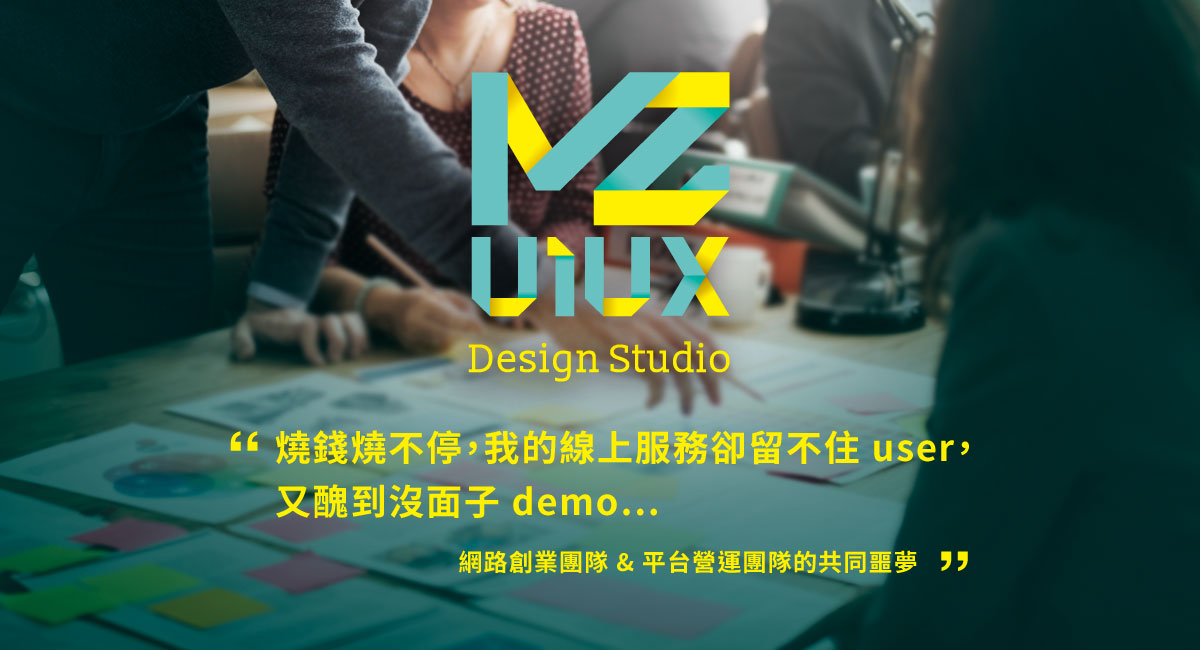 MZ
UIUX
Design Studio
“ 燒錢燒不停，我的線上服務卻留不住 user，
又醜到沒面子 demo...
網路創業團隊 & 平台營運團隊的共同噩夢 ”